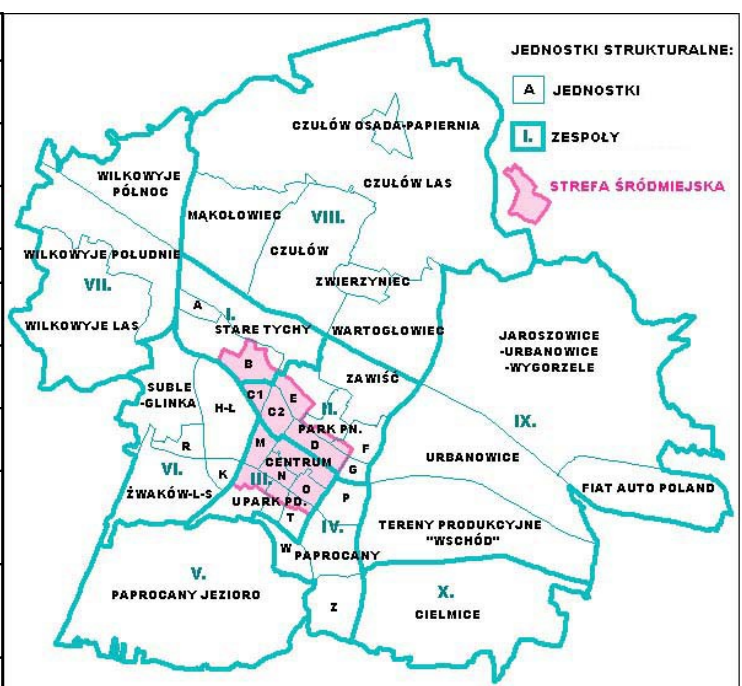 JEDNOSTKI STRUKTURALNE:
A JEDNOSTKI
I. ZESPOŁY
STREFA ŚRÓDMIEJSKA
CZUŁÓW OSADA-PAPIERNIA
WILKOWYJE
PÓŁNOC
CZUŁÓW LAS
MĄKOŁOWIEC
VIII.
CZUŁÓW
WILKOWYJE POŁUDNIE
VII.
ZWIERZYNIEC
WILKOWYJE LAS
A
I.
STARE TYCHY
WARTOGŁOWIEC
JAROSZOWICE
-URBANOWICE
-WYGORZELE
B
ZAWIŚĆ
SUBLE
-GLINKA
H-Ł
C1
E
C2
II.
PARK PN.
IX.
R
M
D
F
URBANOWICE
VI.
K
CENTRUM
G
N
III.
O
P
FIAT AUTO POLAND
ŻWAKÓW-L-S
UPARK PD.
T
IV.
TERENY PRODUKCYJNE
"WSCHÓD"
W
PAPROCANY
V.
PAPROCANY JEZIORO
Z
X.
CIELMICE